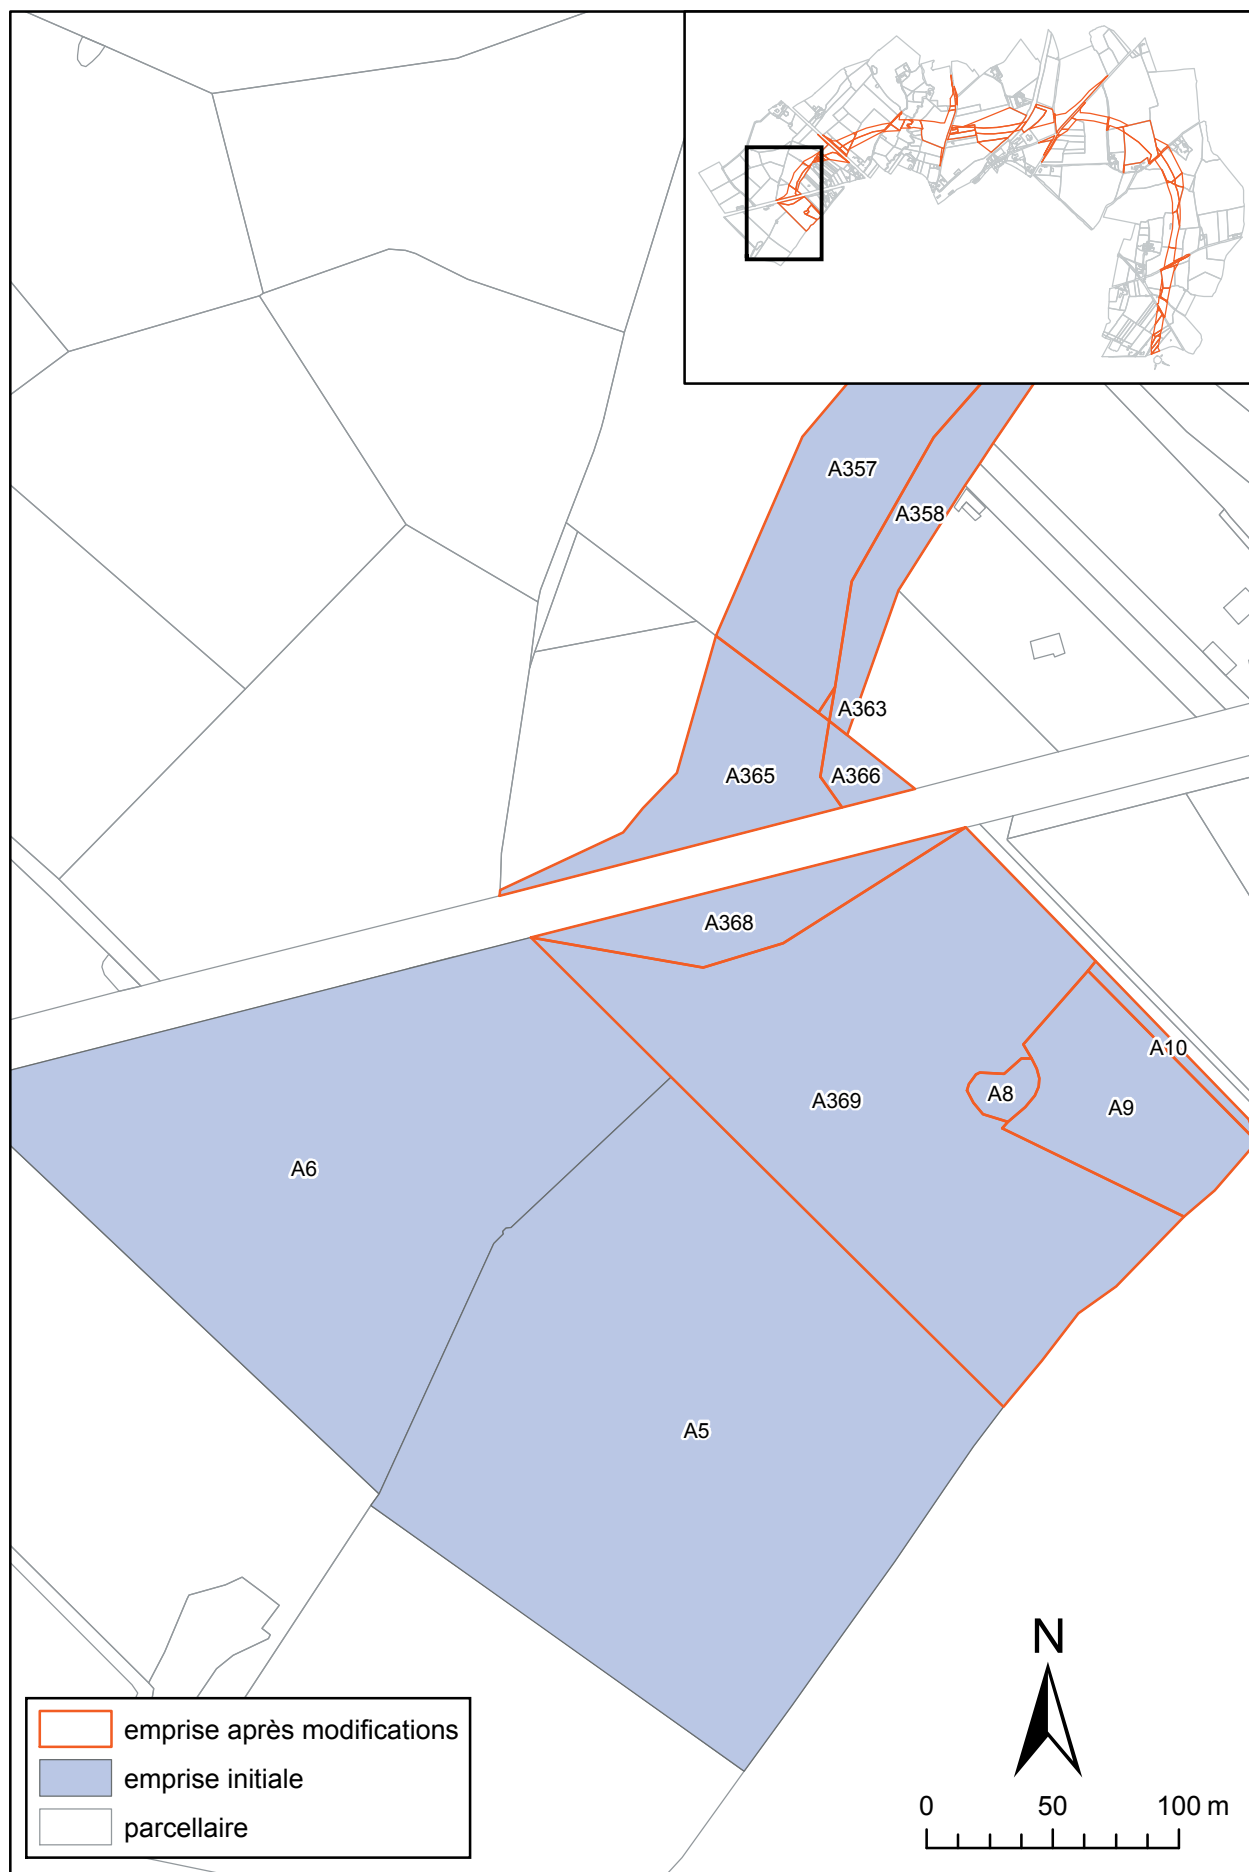 A357
A358
A363
A365
A366
A368
A10
A8
A369
A9
A6
A5
N
emprise après modifications
emprise initiale
parcellaire
0 50 100 m